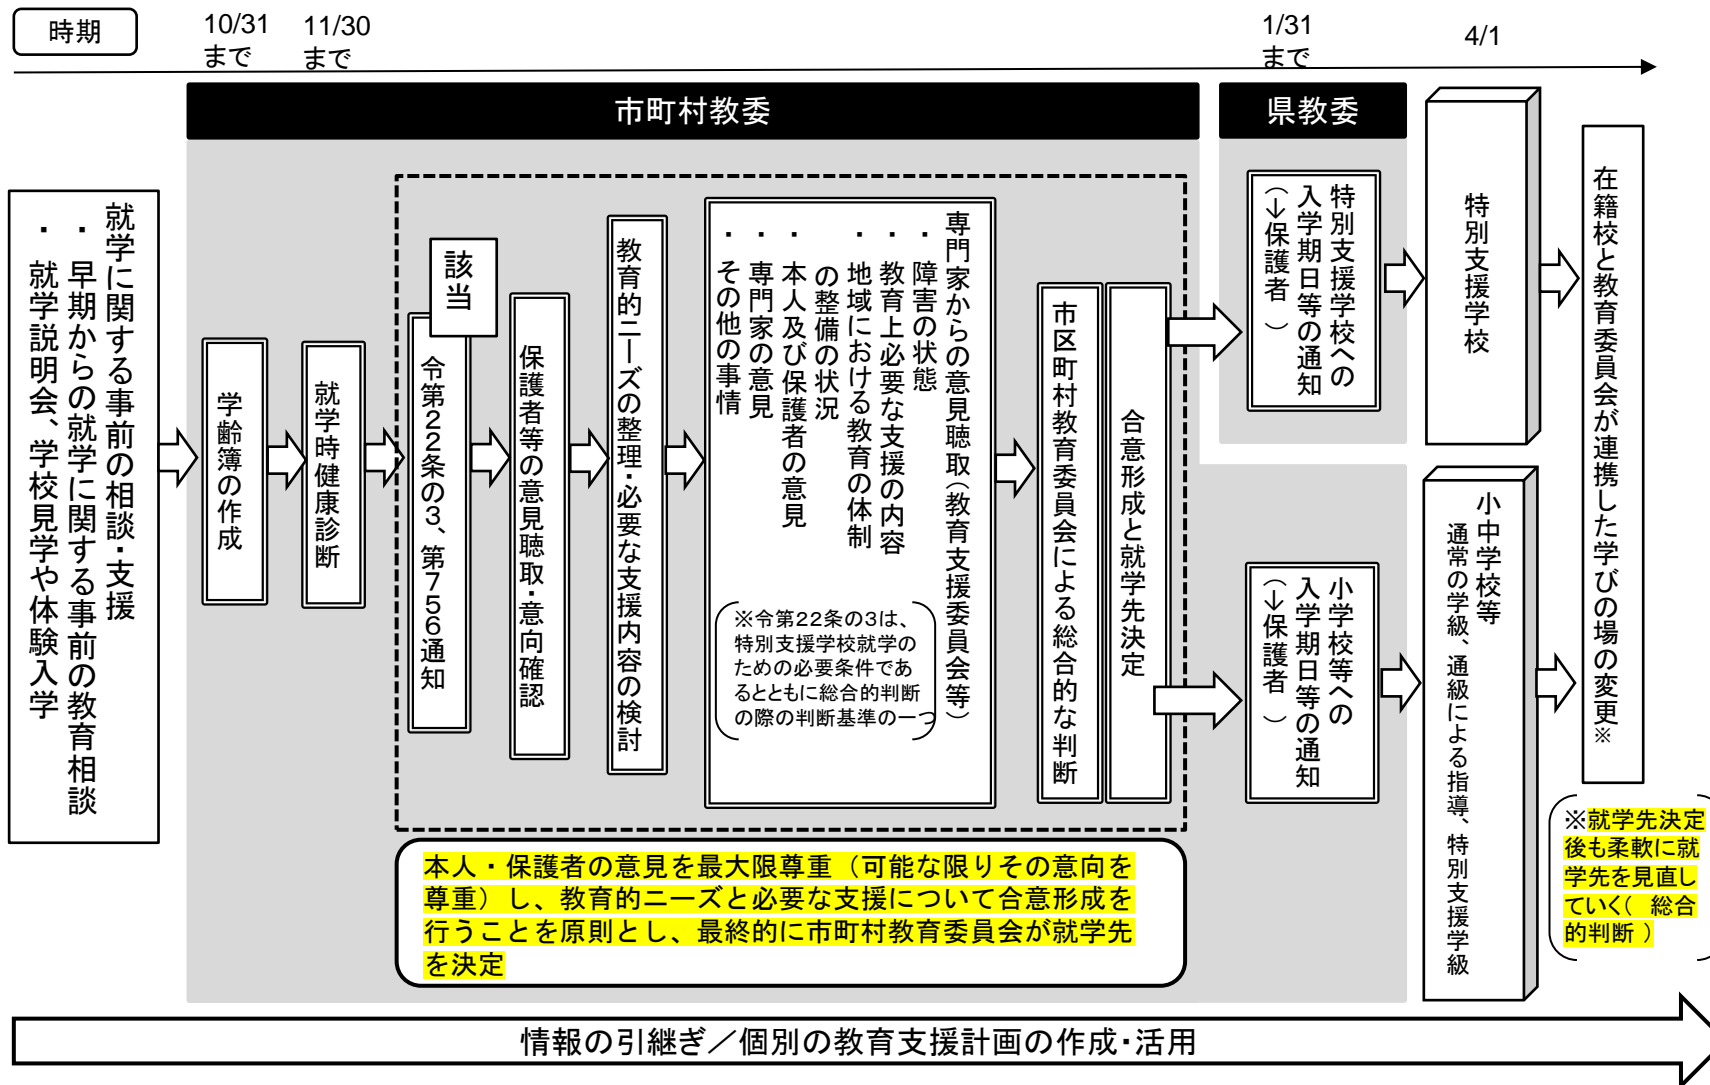 時期
10/31
まで
11/30
まで
1/31
まで
4/1
市町村教委
県教委
就学に関する事前の相談・支援
・ 早期からの就学に関する事前の教育相談
・ 就学説明会、学校見学や体験入学
学齢簿の作成
就学時健康診断
該当
令第22条の3、第756通知
保護者等の意見聴取・意向確認
教育的ニーズの整理・必要な支援内容の検討
専門家からの意見聴取(教育支援委員会等)
・ 障害の状態
・ 教育上必要な支援の内容
・ 地域における教育の体制
の整備の状況
・ 本人及び保護者の意見
・ 専門家の意見
・ その他の事情
※令第22条の3は、
特別支援学校就学の
ための必要条件であ
るとともに総合的判断
の際の判断基準の一つ
市区町村教育委員会による総合的な判断
合意形成と就学先決定
特別支援学校への
入学期日等の通知
(→保護者)
小学校等への
入学期日等の通知
(→保護者)
特別支援学校
小中学校等
通常の学級、通級による指導、特別支援学級
在籍校と教育委員会が連携した学びの場の変更※
※就学先決定
後も柔軟に就
学先を見直し
ていく( 総合
的判断 )
本人・保護者の意見を最大限尊重（可能な限りその意向を
尊重）し、教育的ニーズと必要な支援について合意形成を
行うことを原則とし、最終的に市町村教育委員会が就学先
を決定
情報の引継ぎ／個別の教育支援計画の作成・活用